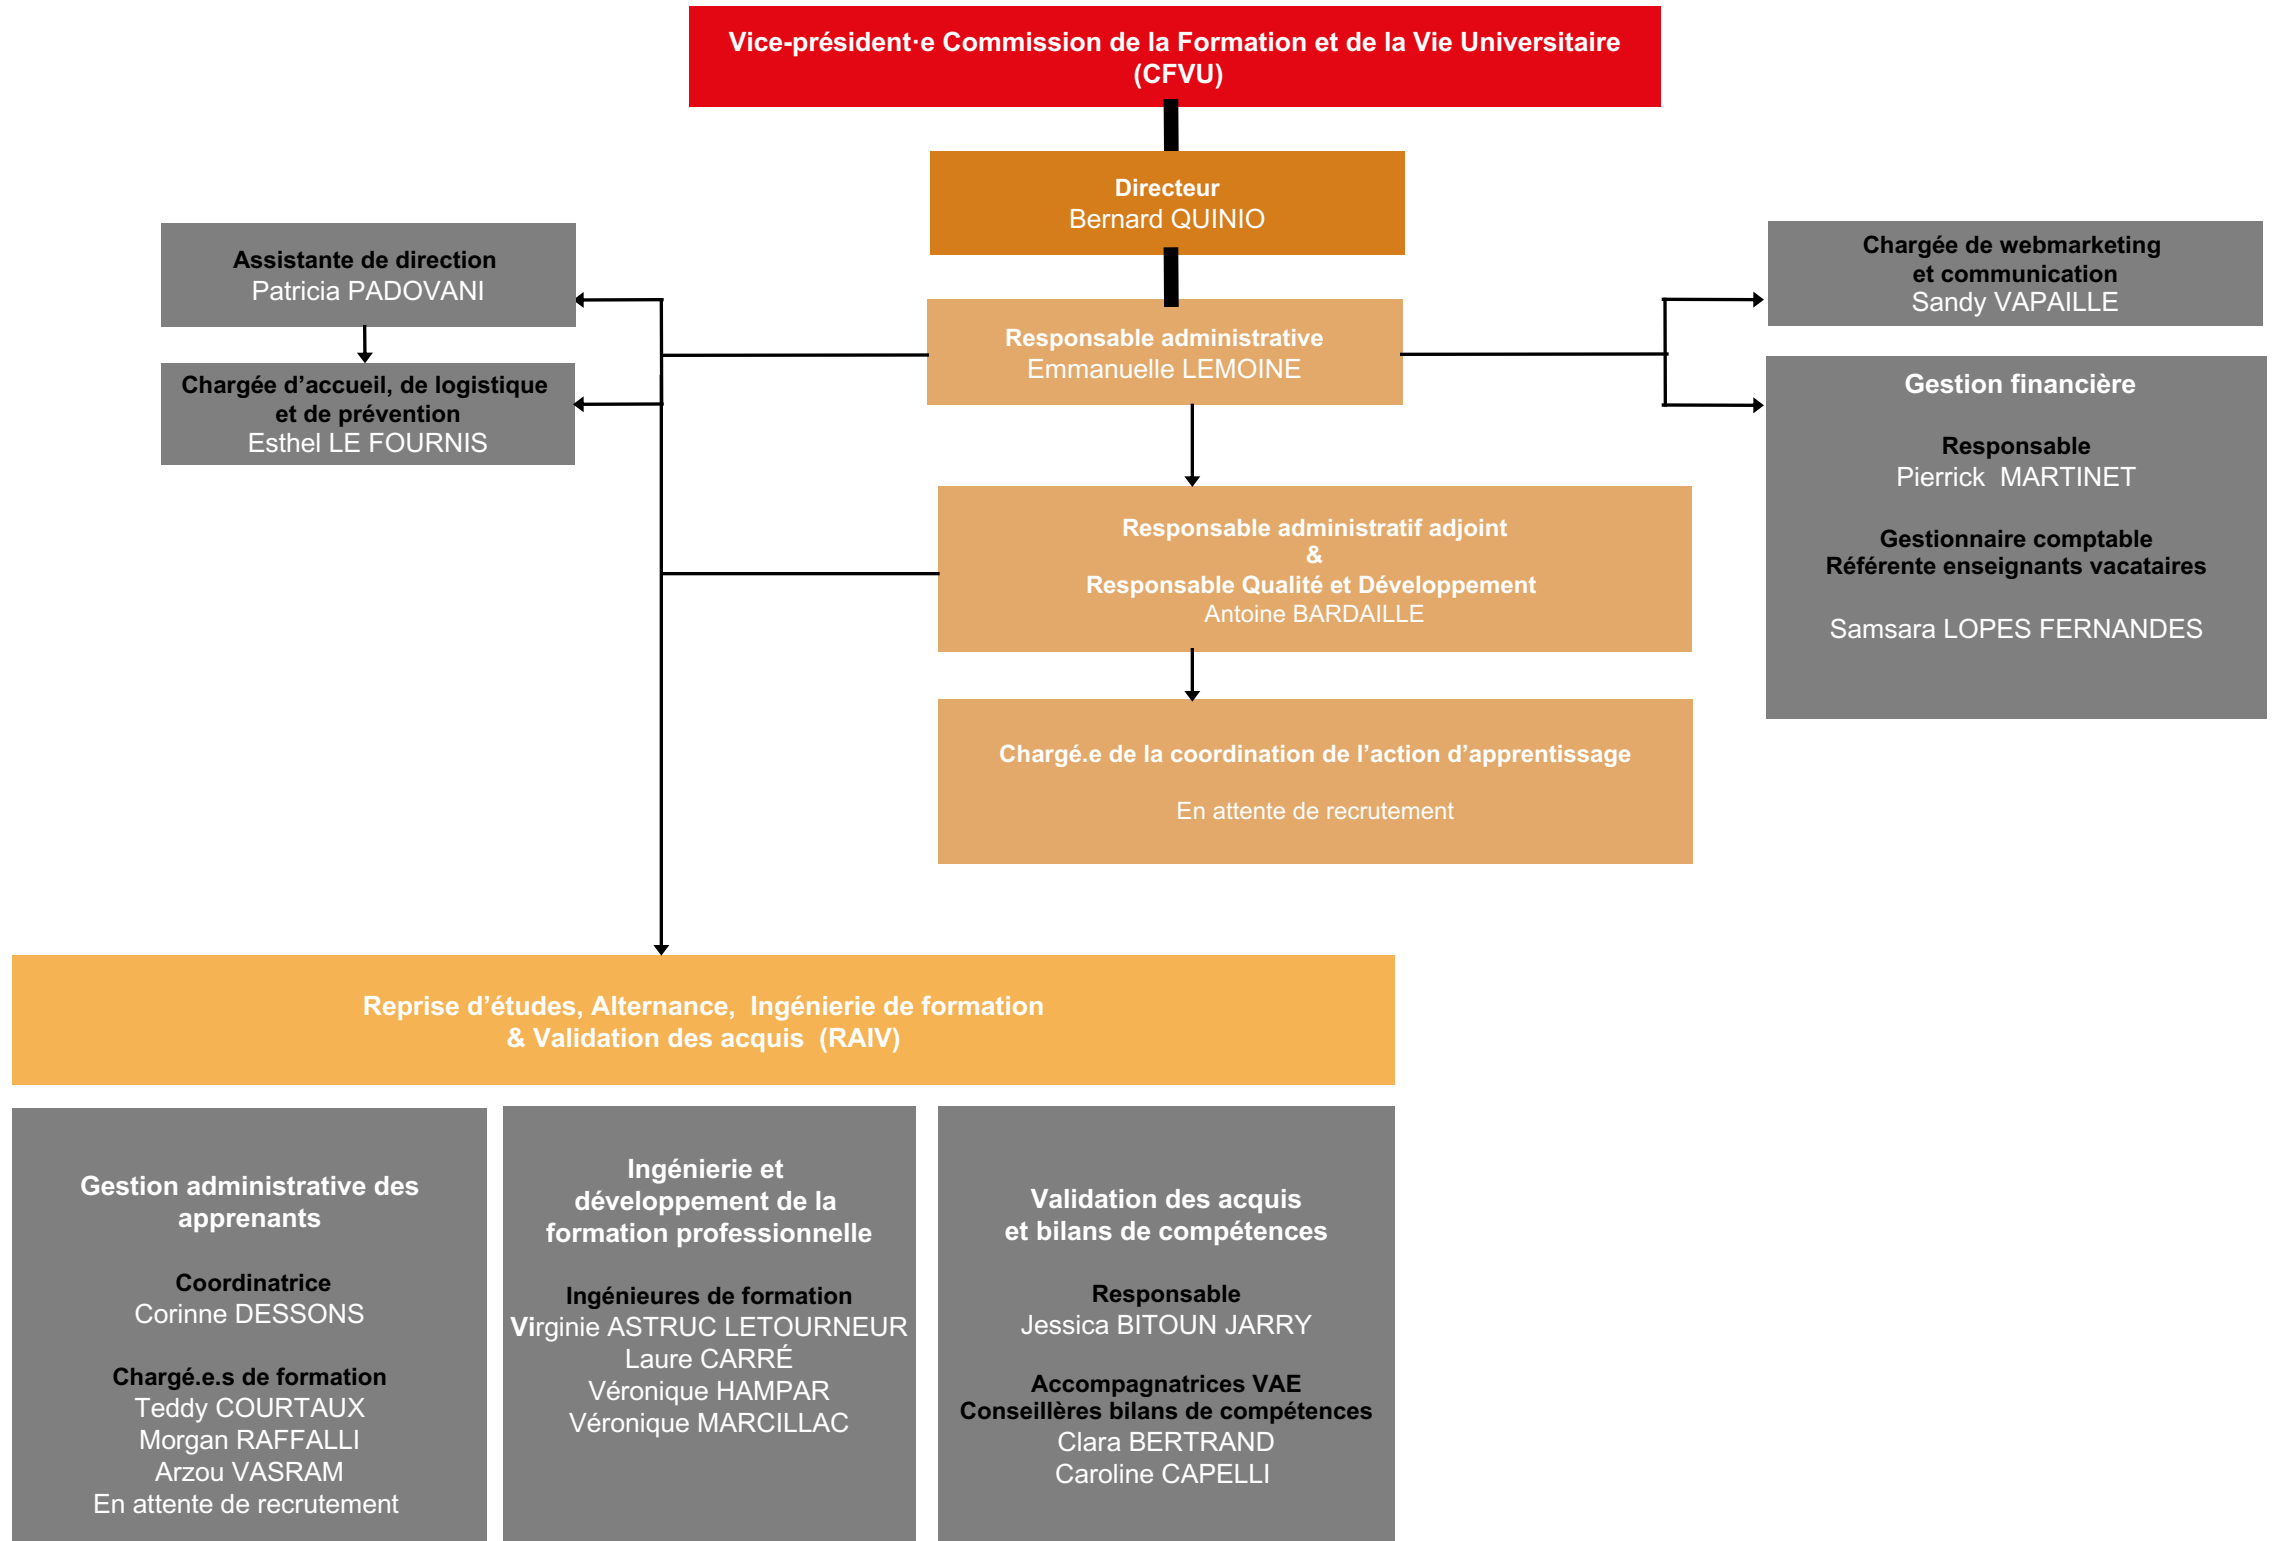 Vice-président·e Commission de la Formation et de la Vie Universitaire
(CFVU)
Directeur
Bernard QUINIO
Assistante de direction
Patricia PADOVANI
Chargée de webmarketing
et communication
Sandy VAPAILLE
Responsable administrative
Emmanuelle LEMOINE
Chargée d’accueil, de logistique
et de prévention
Esthel LE FOURNIS
Gestion financière
Responsable
Pierrick  MARTINET
Gestionnaire comptable
Référente enseignants vacataires
Samsara LOPES FERNANDES
Responsable administratif adjoint
&
Responsable Qualité et Développement
Antoine BARDAILLE
Chargé.e de la coordination de l’action d’apprentissage
En attente de recrutement
Reprise d’études, Alternance,  Ingénierie de formation
& Validation des acquis  (RAIV)
Gestion administrative des
apprenants
Coordinatrice
Corinne DESSONS
Chargé.e.s de formation
Teddy COURTAUX
Morgan RAFFALLI
Arzou VASRAM
En attente de recrutement
Ingénierie et
développement de la
formation professionnelle
Ingénieures de formation
Virginie ASTRUC LETOURNEUR
Laure CARRÉ
Véronique HAMPAR
Véronique MARCILLAC
Validation des acquis
et bilans de compétences
Responsable
Jessica BITOUN JARRY
Accompagnatrices VAE
Conseillères bilans de compétences
Clara BERTRAND
Caroline CAPELLI